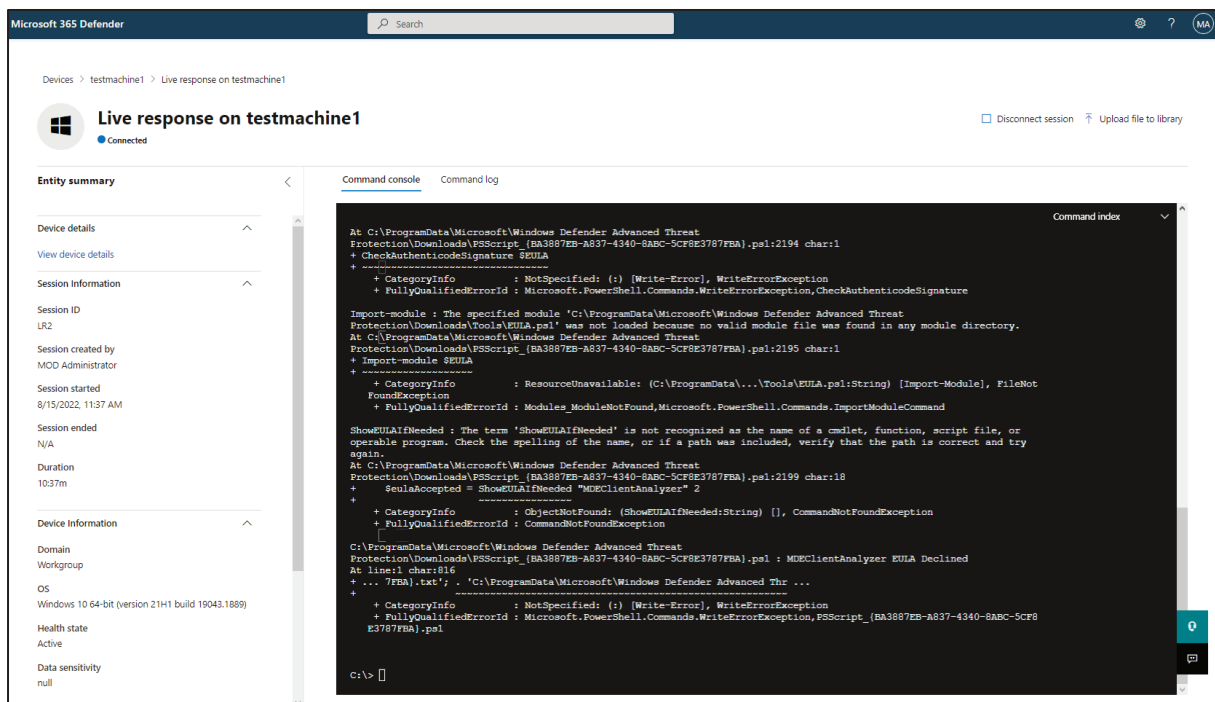 Microsoft 365 Defender
Search
?
MA
Devices > testmachine1 > Live response on testmachine1
Live response on testmachine1
Connected
Disconnect session
Upload file to library
Entity summary
Device details
View device details
Session Information
Session ID
LR2
Session created by
MOD Administrator
Session started
8/15/2022, 11:37 AM
Session ended
N/A
Duration
10:37m
Device Information
Domain
Workgroup
OS
Windows 10 64-bit (version 21H1 build 19043.1889)
Health state
Active
Data sensitivity
null
Command console
Command log
Command index
At C:\ProgramData\Microsoft\Windows Defender Advanced Threat
Protection\Downloads\PSScript_{BA3887EB-A837-4340-8ABC-5CF8E3787FBA}.ps1:2194 char:1
+ CheckAuthenticodeSignature $EULA
+ ~~~~~~~~~~~~~~~~~~~~~~~~~~~~~~~~
+ CategoryInfo : NotSpecified: (:) [Write-Error], WriteErrorException
+ FullyQualifiedErrorId : Microsoft.PowerShell.Commands.WriteErrorException,CheckAuthenticodeSignature
Import-module : The specified module 'C:\ProgramData\Microsoft\Windows Defender Advanced Threat
Protection\Downloads\Tools\EULA.ps1' was not loaded because no valid module file was found in any module directory.
At C:\ProgramData\Microsoft\Windows Defender Advanced Threat
Protection\Downloads\PSScript_{BA3887EB-A837-4340-8ABC-5CF8E3787FBA}.ps1:2195 char:1
+ Import-module $EULA
+ ~~~~~~~~~~~~~~~~~~~
+ CategoryInfo : ResourceUnavailable: (C:\ProgramData\...\Tools\EULA.ps1:String) [Import-Module], FileNot
FoundException
+ FullyQualifiedErrorId : Modules_ModuleNotFound,Microsoft.PowerShell.Commands.ImportModuleCommand
ShowEULAIfNeeded : The term 'ShowEULAIfNeeded' is not recognized as the name of a cmdlet, function, script file, or
operable program. Check the spelling of the name, or if a path was included, verify that the path is correct and try
again.
At C:\ProgramData\Microsoft\Windows Defender Advanced Threat
Protection\Downloads\PSScript_{BA3887EB-A837-4340-8ABC-5CF8E3787FBA}.ps1:2199 char:18
+ $eulaAccepted = ShowEULAIfNeeded "MDEClientAnalyzer" 2
+ ~~~~~~~~~~~~~~~~
+ CategoryInfo : ObjectNotFound: (ShowEULAIfNeeded:String) [], CommandNotFoundException
+ FullyQualifiedErrorId : CommandNotFoundException
C:\ProgramData\Microsoft\Windows Defender Advanced Threat
Protection\Downloads\PSScript_{BA3887EB-A837-4340-8ABC-5CF8E3787FBA}.ps1 : MDEClientAnalyzer EULA Declined
At line:1 char:816
+ ... 7FBA}.txt'; . 'C:\ProgramData\Microsoft\Windows Defender Advanced Thr ...
+ ~~~~~~~~~~~~~~~~~~~~~~~~~~~~~~~~~~~~~~~~~~~~~~~~~~~~~~~~~
+ CategoryInfo : NotSpecified: (:) [Write-Error], WriteErrorException
+ FullyQualifiedErrorId : Microsoft.PowerShell.Commands.WriteErrorException,PSScript_{BA3887EB-A837-4340-8ABC-5CF8
E3787FBA}.ps1
C:\>